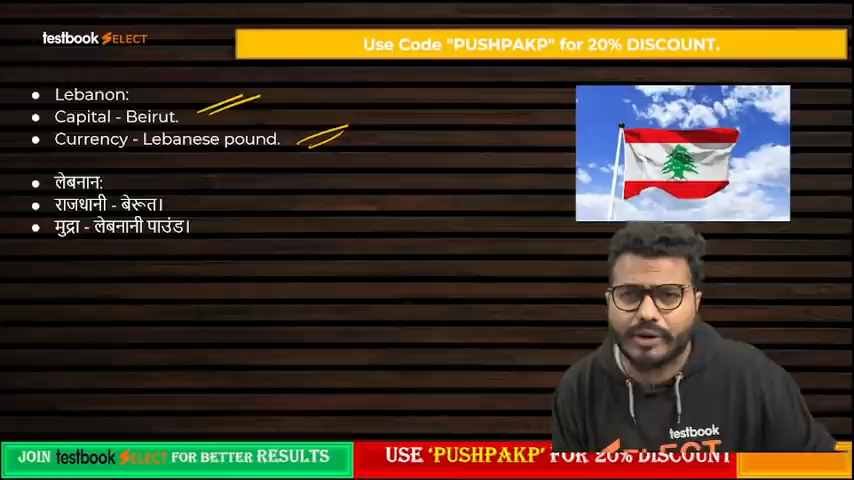 testbook SELECT
Use Code "PUSHPAKP" for 20% DISCOUNT.
● Lebanon:
● Capital - Beirut.
● Currency - Lebanese pound.
● लेबनान:
● राजधानी - बेरूत।
● मुद्रा - लेबनानी पाउंड।
testbook
SELECT
JOIN testbook SELECT FOR BETTER RESULTS
USE 'PUSHPAKP' FOR 20% DISCOUNT